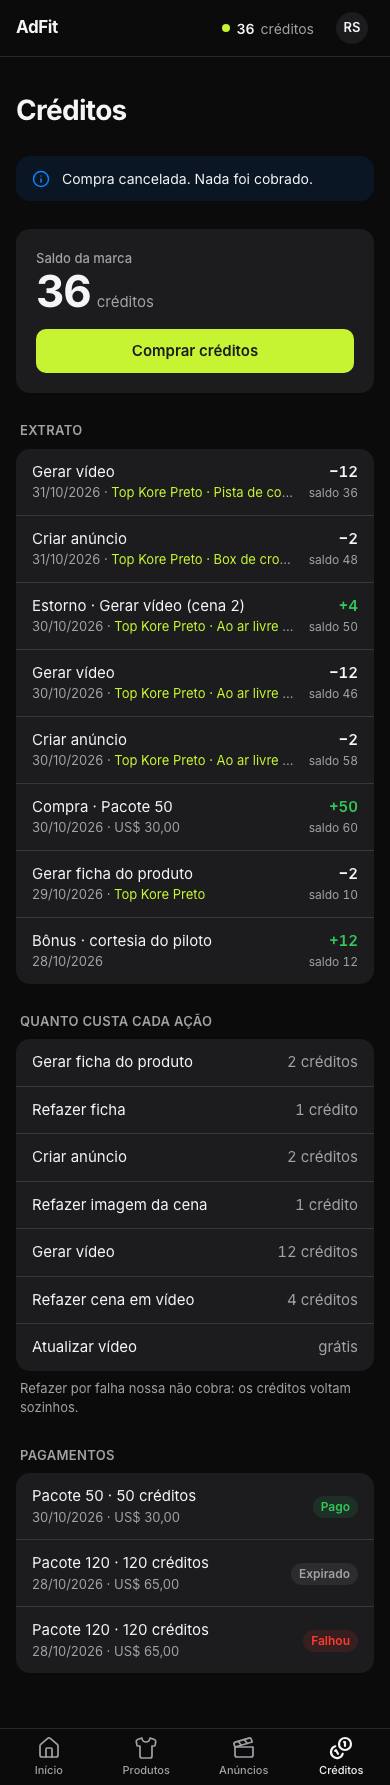 AdFit
36 créditos
RS
Créditos
Compra cancelada. Nada foi cobrado.
Saldo da marca
36 créditos
Comprar créditos
EXTRATO
Gerar vídeo −12
31/10/2026 · Top Kore Preto · Pista de co... saldo 36
Criar anúncio −2
31/10/2026 · Top Kore Preto · Box de cro... saldo 48
Estorno · Gerar vídeo (cena 2) +4
30/10/2026 · Top Kore Preto · Ao ar livre ... saldo 50
Gerar vídeo −12
30/10/2026 · Top Kore Preto · Ao ar livre ... saldo 46
Criar anúncio −2
30/10/2026 · Top Kore Preto · Ao ar livre ... saldo 58
Compra · Pacote 50 +50
30/10/2026 · US$ 30,00 saldo 60
Gerar ficha do produto −2
29/10/2026 · Top Kore Preto saldo 10
Bônus · cortesia do piloto +12
28/10/2026 saldo 12
QUANTO CUSTA CADA AÇÃO
Gerar ficha do produto 2 créditos
Refazer ficha 1 crédito
Criar anúncio 2 créditos
Refazer imagem da cena 1 crédito
Gerar vídeo 12 créditos
Refazer cena em vídeo 4 créditos
Atualizar vídeo grátis
Refazer por falha nossa não cobra: os créditos voltam
sozinhos.
PAGAMENTOS
Pacote 50 · 50 créditos
30/10/2026 · US$ 30,00 Pago
Pacote 120 · 120 créditos
28/10/2026 · US$ 65,00 Expirado
Pacote 120 · 120 créditos
28/10/2026 · US$ 65,00 Falhou
Início Produtos Anúncios Créditos